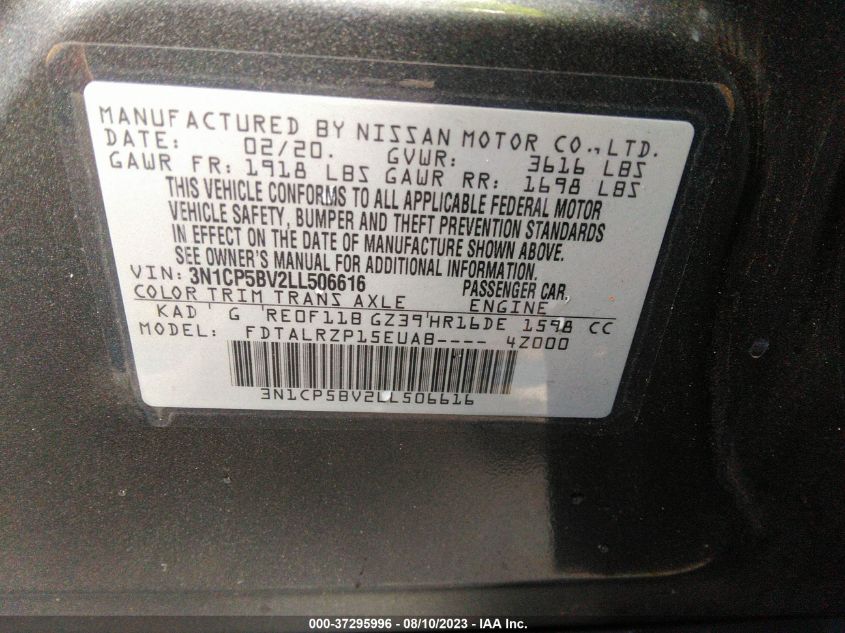 MANUFACTURED BY NISSAN MOTOR CO., LTD.
DATE: 02/20. GVWR: 3616 LBS
GAWR FR: 1918 LBS GAWR RR: 1698 LBS
THIS VEHICLE CONFORMS TO ALL APPLICABLE FEDERAL MOTOR
VEHICLE SAFETY, BUMPER AND THEFT PREVENTION STANDARDS
IN EFFECT ON THE DATE OF MANUFACTURE SHOWN ABOVE.
SEE OWNER'S MANUAL FOR ADDITIONAL INFORMATION.
VIN: 3N1CP5BV2LL506616 PASSENGER CAR.
COLOR TRIM TRANS AXLE ENGINE
KAD G RE0F11B GZ39 HR16DE 1598 CC
MODEL: FDTALRZP15EUAB---- 4Z000
3N1CP5BV2LL506616
000-37295996 - 08/10/2023 - IAA Inc.